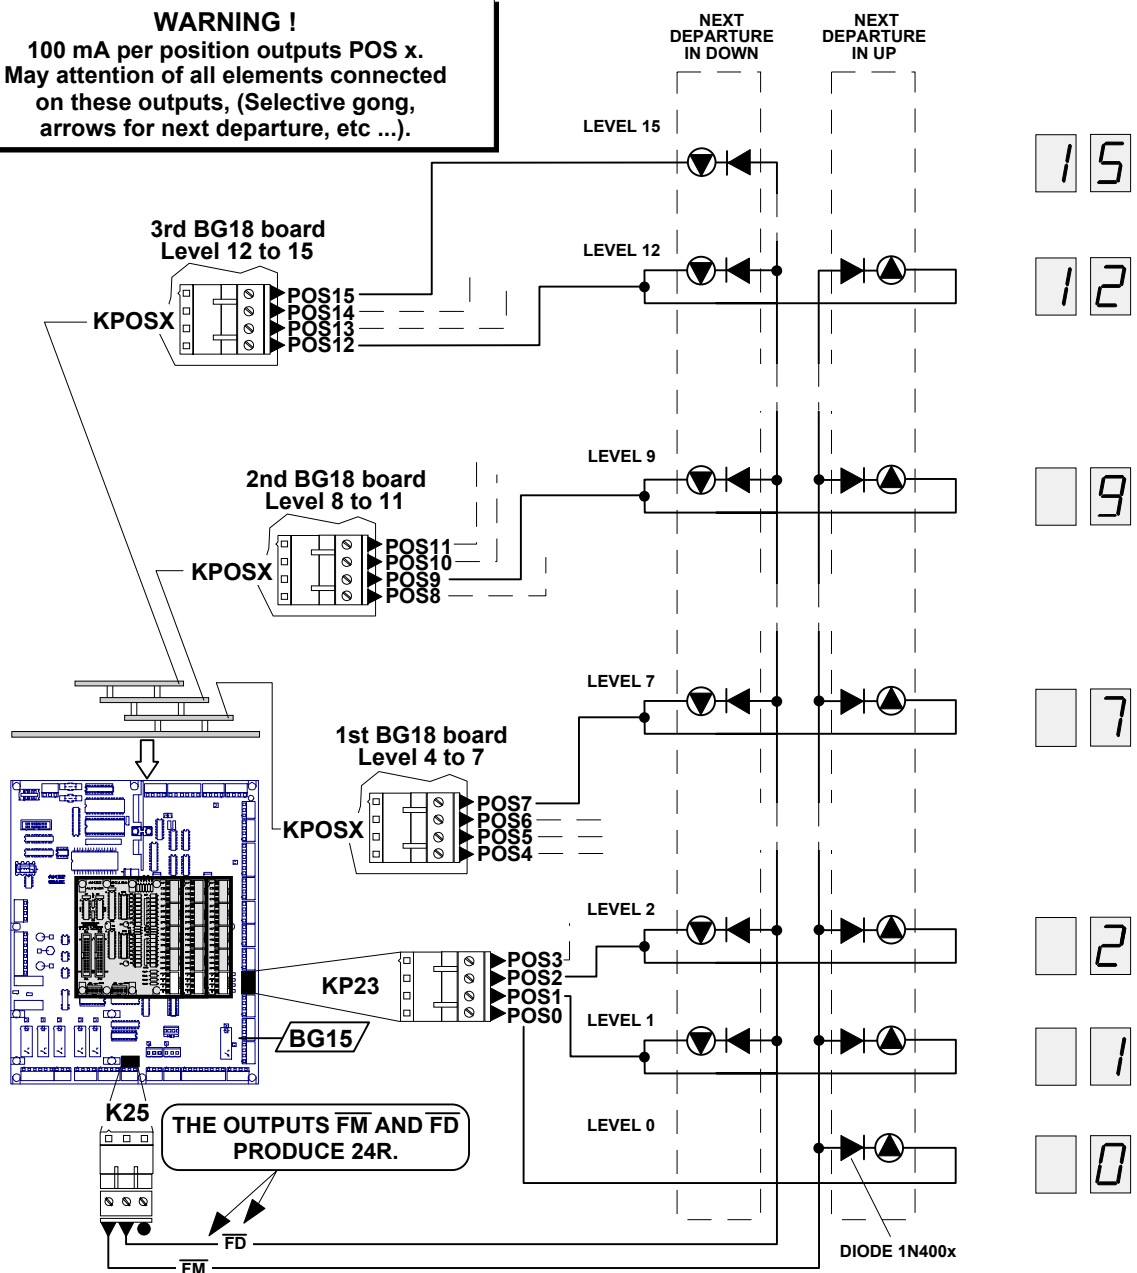 WARNING !
100 mA per position outputs POS x.
May attention of all elements connected
on these outputs, (Selective gong,
arrows for next departure, etc ...).
NEXT
DEPARTURE
IN DOWN
NEXT
DEPARTURE
IN UP
LEVEL 15
15
3rd BG18 board
Level 12 to 15
KPOSX
POS15
POS14
POS13
POS12
LEVEL 12
12
2nd BG18 board
Level 8 to 11
KPOSX
POS11
POS10
POS9
POS8
LEVEL 9
9
1st BG18 board
Level 4 to 7
KPOSX
POS7
POS6
POS5
POS4
LEVEL 7
7
KP23
POS3
POS2
POS1
POS0
LEVEL 2
2
BG15
LEVEL 1
1
K25
THE OUTPUTS F̅M̅ AND F̅D̅
PRODUCE 24R.
LEVEL 0
0
F̅D̅
F̅M̅
DIODE 1N400x